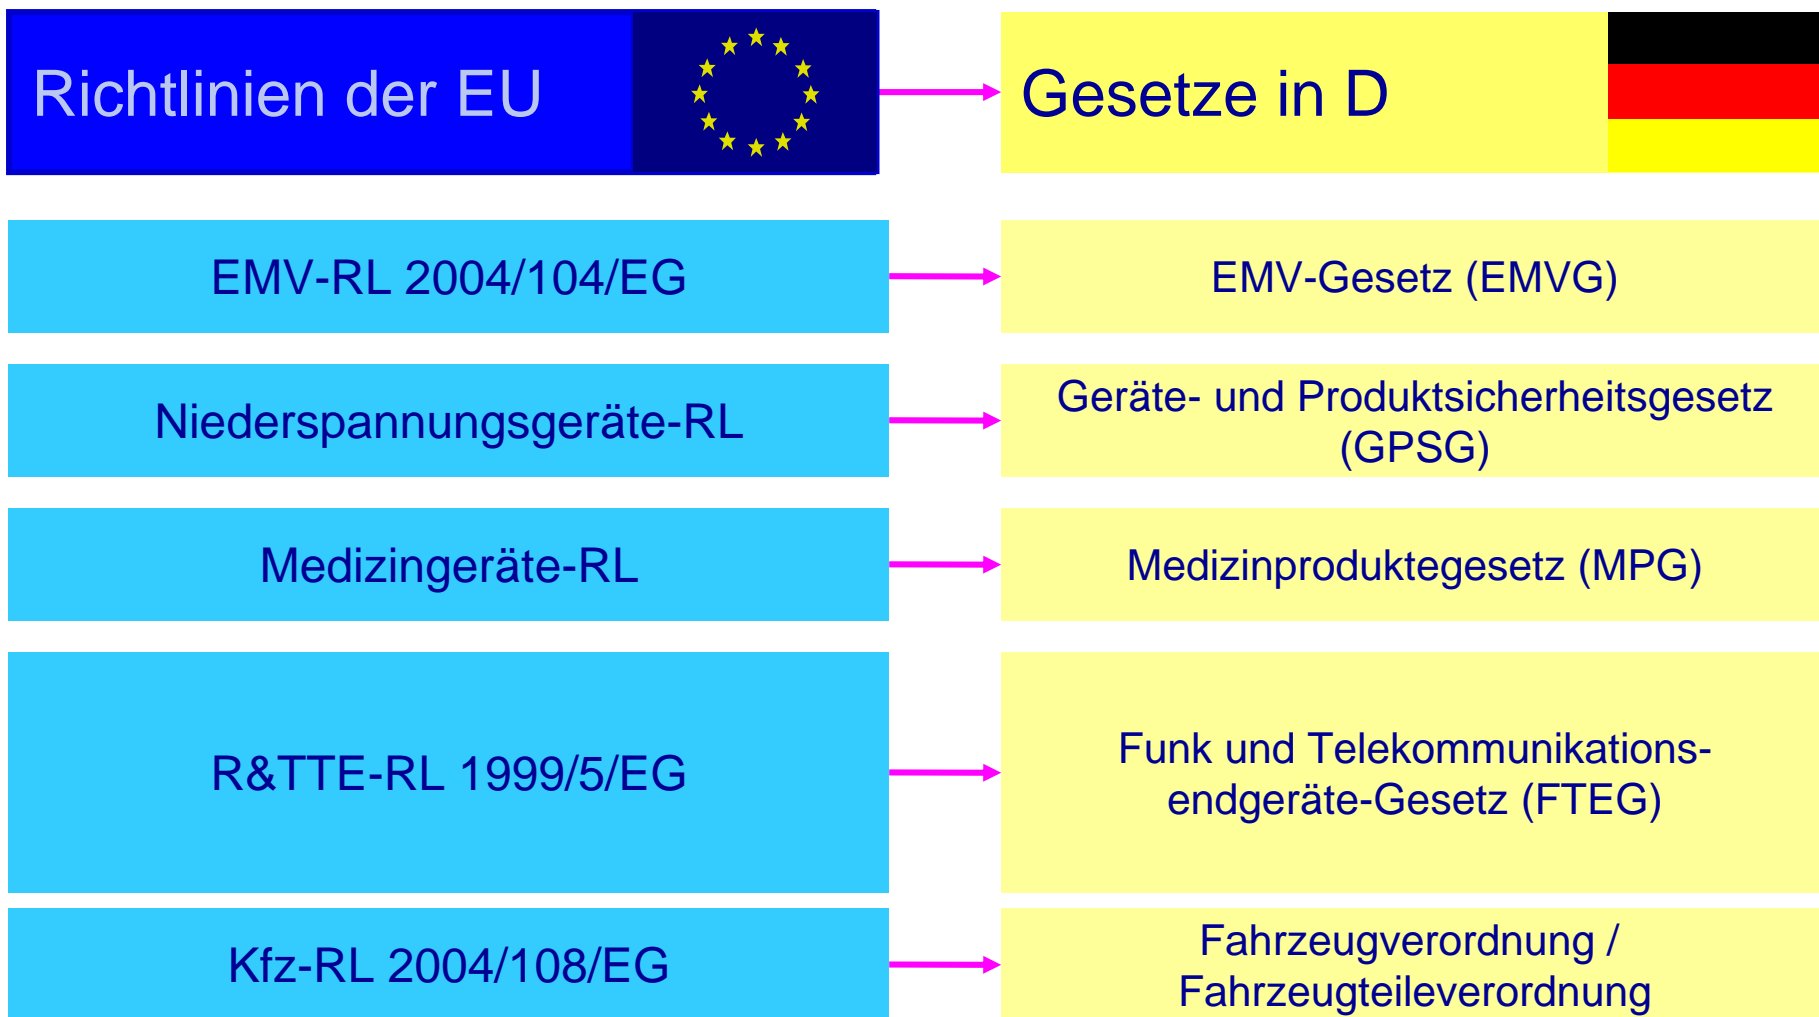 Richtlinien der EU
Gesetze in D
EMV-RL 2004/104/EG
EMV-Gesetz (EMVG)
Niederspannungsgeräte-RL
Geräte- und Produktsicherheitsgesetz
(GPSG)
Medizingeräte-RL
Medizinproduktegesetz (MPG)
R&TTE-RL 1999/5/EG
Funk und Telekommunikations-
endgeräte-Gesetz (FTEG)
Kfz-RL 2004/108/EG
Fahrzeugverordnung /
Fahrzeugteileverordnung